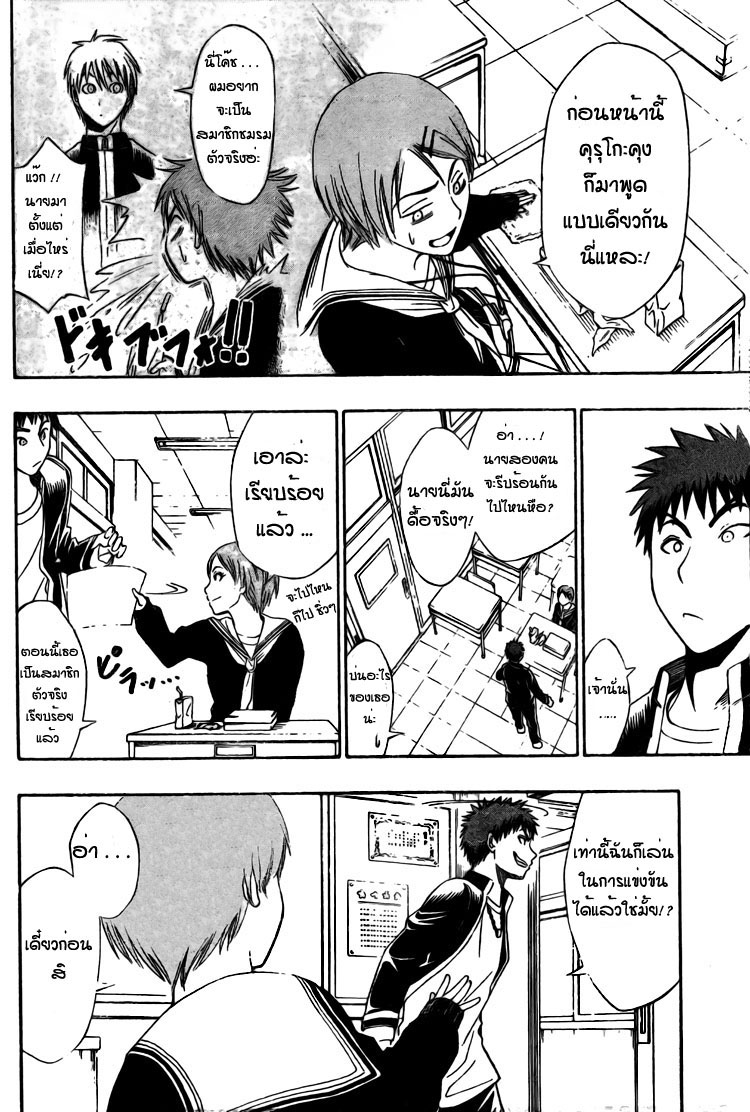 ก่อนหน้านี้
คุรุโกะคุง
ก็มาพูด
แบบเดียวกัน
นี่แหละ!
นี่โค๊ช ...
ผมอยาก
จะเป็น
สมาชิกชมรม
ตัวจริงอ่ะ
แว๊ก!!
นายมา
ตั้งแต่
เมื่อไหร่
เนี่ย!?
ドキブフォ!!
เจ้านั่น
.....
อ๋า ...!
นายสองคน
จะรีบร้อนกัน
ไปไหนหือ?
นายนี่มัน
ดื้อจริงๆ!
บ่นอะไร
ของเธอ
น่ะ
เอาล่ะ
เรียบร้อย
แล้ว ...
จะไปไหน
ก็ไป ชิ่วๆ
ピラッ...
ตอนนี้เธอ
เป็นสมาชิก
ตัวจริง
เรียบร้อย
แล้ว
เท่านี้ฉันก็เล่น
ในการแข่งขัน
ได้แล้วใช่มั้ย!?
อ๋า ...
เดี๋ยวก่อน
สิ